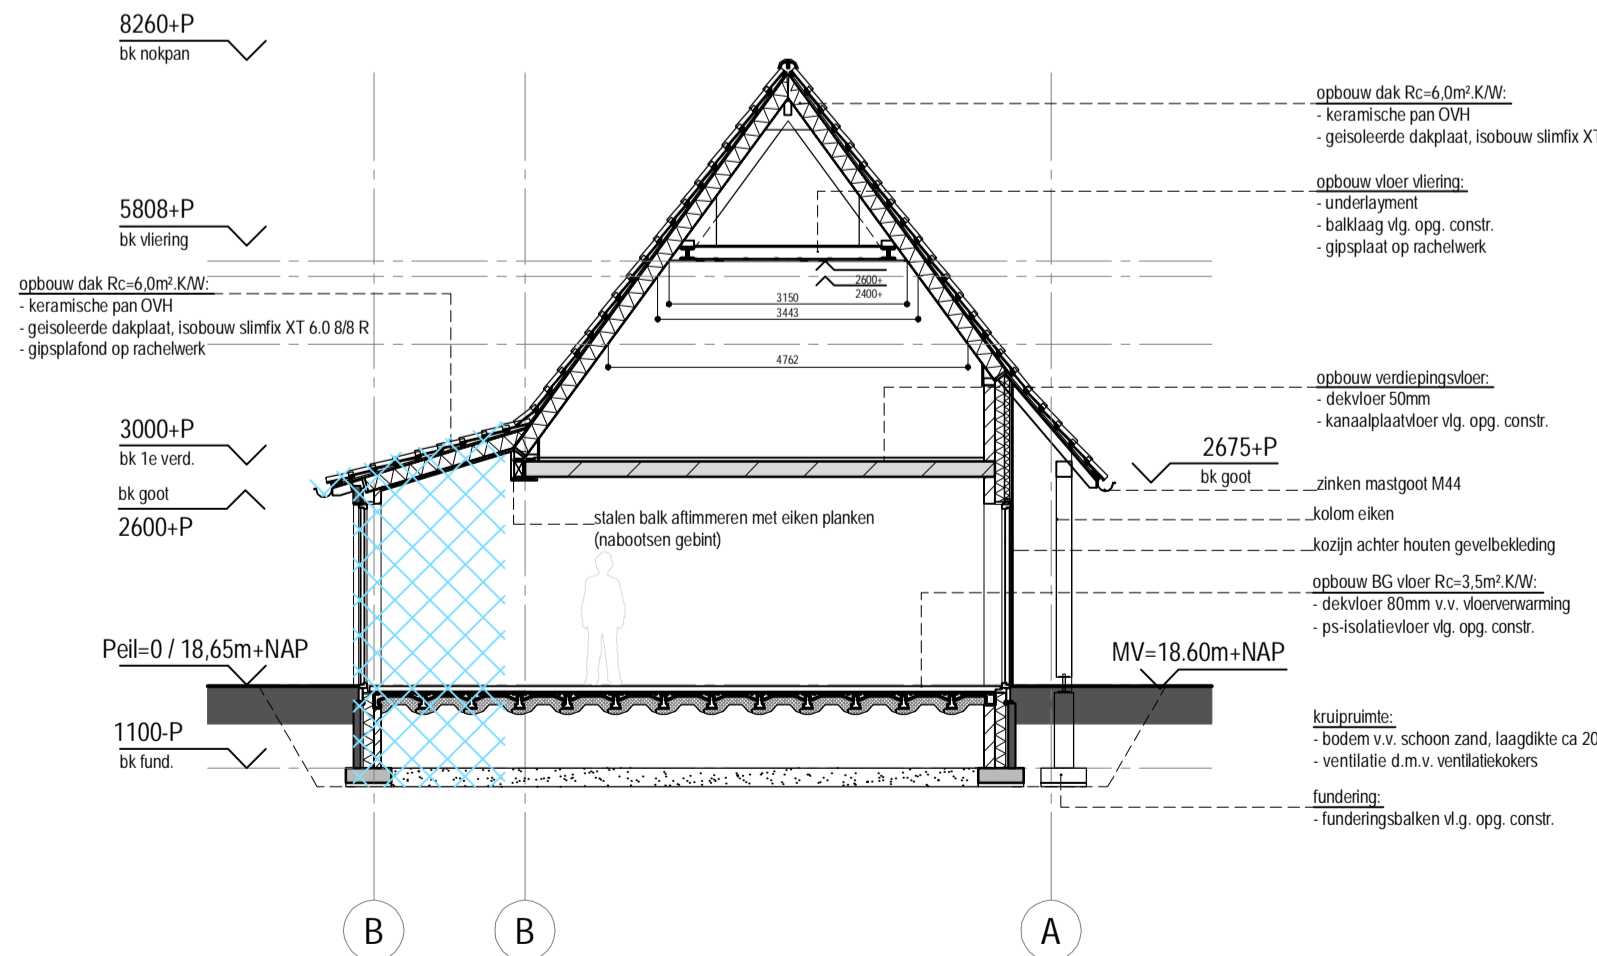 8260+P
bk nokpan
5808+P
bk vliering
opbouw dak Rc=6,0m².K/W:
- keramische pan OVH
- geisoleerde dakplaat, isobouw slimfix XT 6.0 8/8 R
- gipsplafond op rachelwerk
3000+P
bk 1e verd.
bk goot
2600+P
Peil=0 / 18,65m+NAP
1100-P
bk fund.
2600+
2400+
3150
3443
4762
stalen balk aftimmeren met eiken planken
(nabootsen gebint)
opbouw dak Rc=6,0m².K/W:
- keramische pan OVH
- geisoleerde dakplaat, isobouw slimfix XT
opbouw vloer vliering:
- underlayment
- balklaag vlg. opg. constr.
- gipsplaat op rachelwerk
opbouw verdiepingsvloer:
- dekvloer 50mm
- kanaalplaatvloer vlg. opg. constr.
2675+P
bk goot
zinken mastgoot M44
kolom eiken
kozijn achter houten gevelbekleding
opbouw BG vloer Rc=3,5m².K/W:
- dekvloer 80mm v.v. vloerverwarming
- ps-isolatievloer vlg. opg. constr.
MV=18.60m+NAP
kruipruimte:
- bodem v.v. schoon zand, laagdikte ca 20
- ventilatie d.m.v. ventilatiekokers
fundering:
- funderingsbalken vl.g. opg. constr.
B
B
A